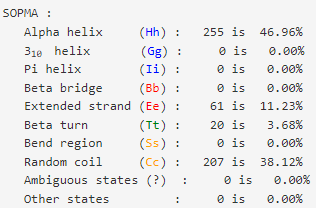 SOPMA :
Alpha helix (Hh) : 255 is 46.96%
3₁₀ helix (Gg) : 0 is 0.00%
Pi helix (Ii) : 0 is 0.00%
Beta bridge (Bb) : 0 is 0.00%
Extended strand (Ee) : 61 is 11.23%
Beta turn (Tt) : 20 is 3.68%
Bend region (Ss) : 0 is 0.00%
Random coil (Cc) : 207 is 38.12%
Ambiguous states (?) : 0 is 0.00%
Other states : 0 is 0.00%